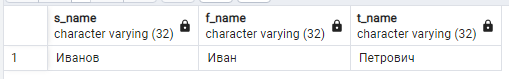 s_name f_name t_name
character varying (32) character varying (32) character varying (32)
1 Иванов Иван Петрович